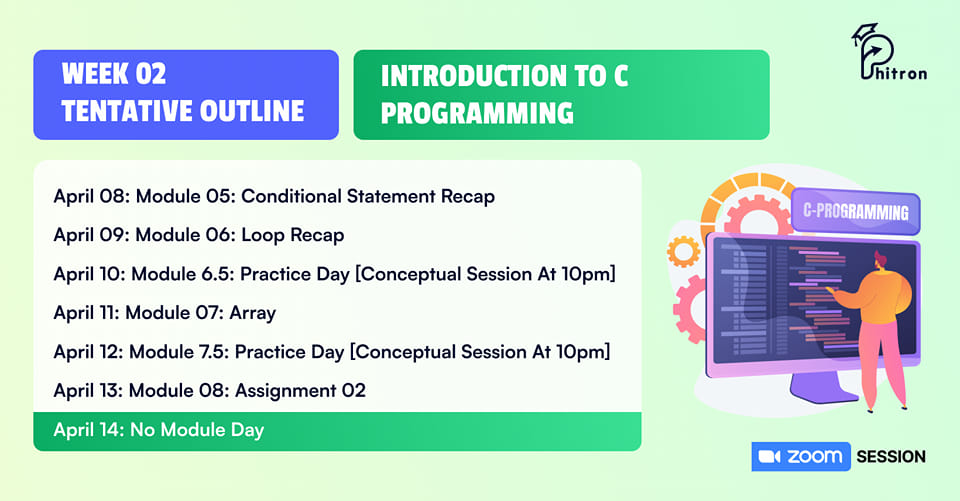 WEEK 02
TENTATIVE OUTLINE
INTRODUCTION TO C
PROGRAMMING
Phitron
April 08: Module 05: Conditional Statement Recap
April 09: Module 06: Loop Recap
April 10: Module 6.5: Practice Day [Conceptual Session At 10pm]
April 11: Module 07: Array
April 12: Module 7.5: Practice Day [Conceptual Session At 10pm]
April 13: Module 08: Assignment 02
April 14: No Module Day
C-PROGRAMMING
zoom SESSION